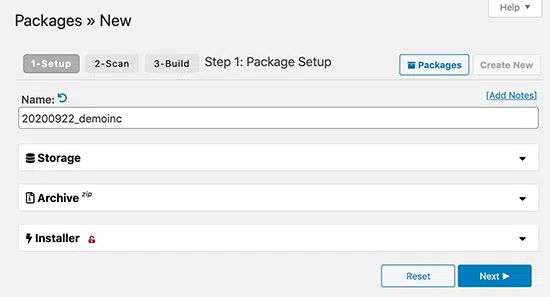 Help
Packages » New
1-Setup 2-Scan 3-Build Step 1: Package Setup Packages Create New
Name: [Add Notes]
20200922_demoinc
Storage
Archive zip
Installer
Reset Next